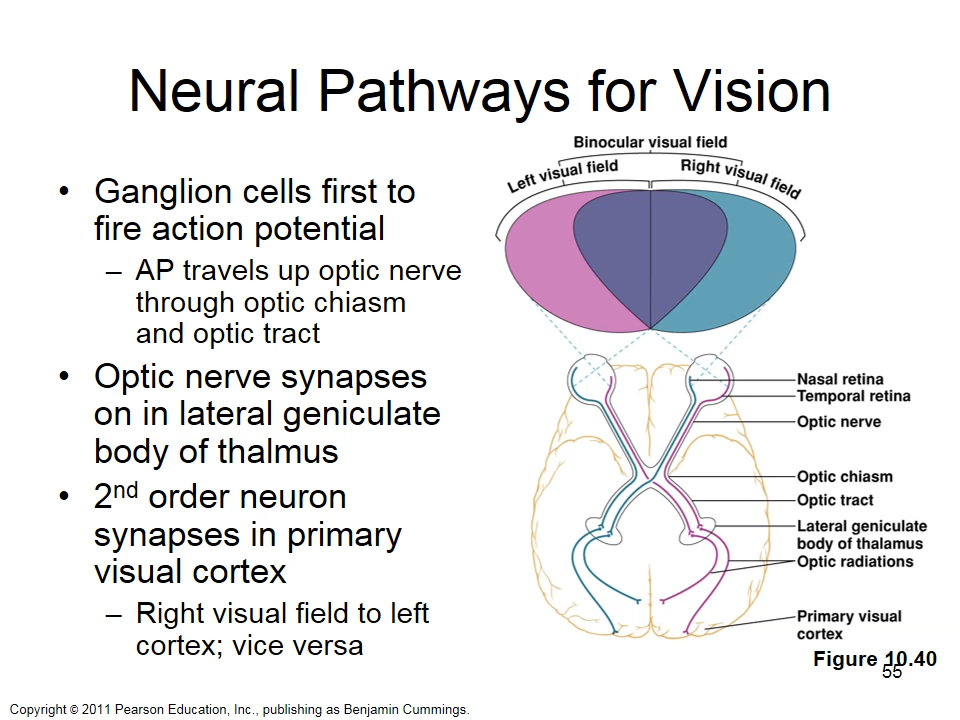 Neural Pathways for Vision
• Ganglion cells first to
fire action potential
– AP travels up optic nerve
through optic chiasm
and optic tract
• Optic nerve synapses
on in lateral geniculate
body of thalmus
• 2nd order neuron
synapses in primary
visual cortex
– Right visual field to left
cortex; vice versa
Binocular visual field
Left visual field
Right visual field
Nasal retina
Temporal retina
Optic nerve
Optic chiasm
Optic tract
Lateral geniculate
body of thalamus
Optic radiations
Primary visual
cortex
Figure 10.40
55
Copyright © 2011 Pearson Education, Inc., publishing as Benjamin Cummings.